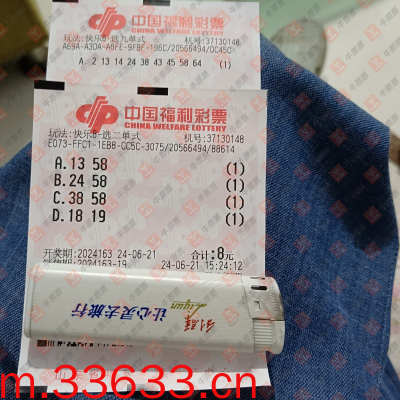 中国福利彩票
CHINA WELFARE LOTTERY
玩法:快乐8-选九单式 机号:37130148
A. 2 13 14 24 38 43 45 58 64 (1)
中国福利彩票
CHINA WELFARE LOTTERY
玩法:快乐8-选二单式 机号:37130148
E073-FFC1-1EB8-CC5C-3075/20566494/88614
A.13 58 (1)
B.24 58 (1)
C.38 58 (1)
D.18 19 (1)
开奖期:2024163 24-06-21 合计:8元
24-06-21 15:24:12
让心灵去旅行
m.33633.cn